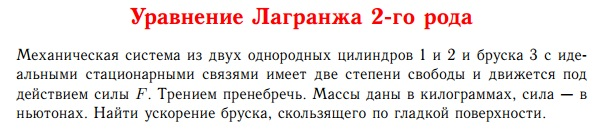 Уравнение Лагранжа 2-го рода
Механическая система из двух однородных цилиндров 1 и 2 и бруска 3 с иде-
альными стационарными связями имеет две степени свободы и движется под
действием силы F. Трением пренебречь. Массы даны в килограммах, сила — в
ньютонах. Найти ускорение бруска, скользящего по гладкой поверхности.